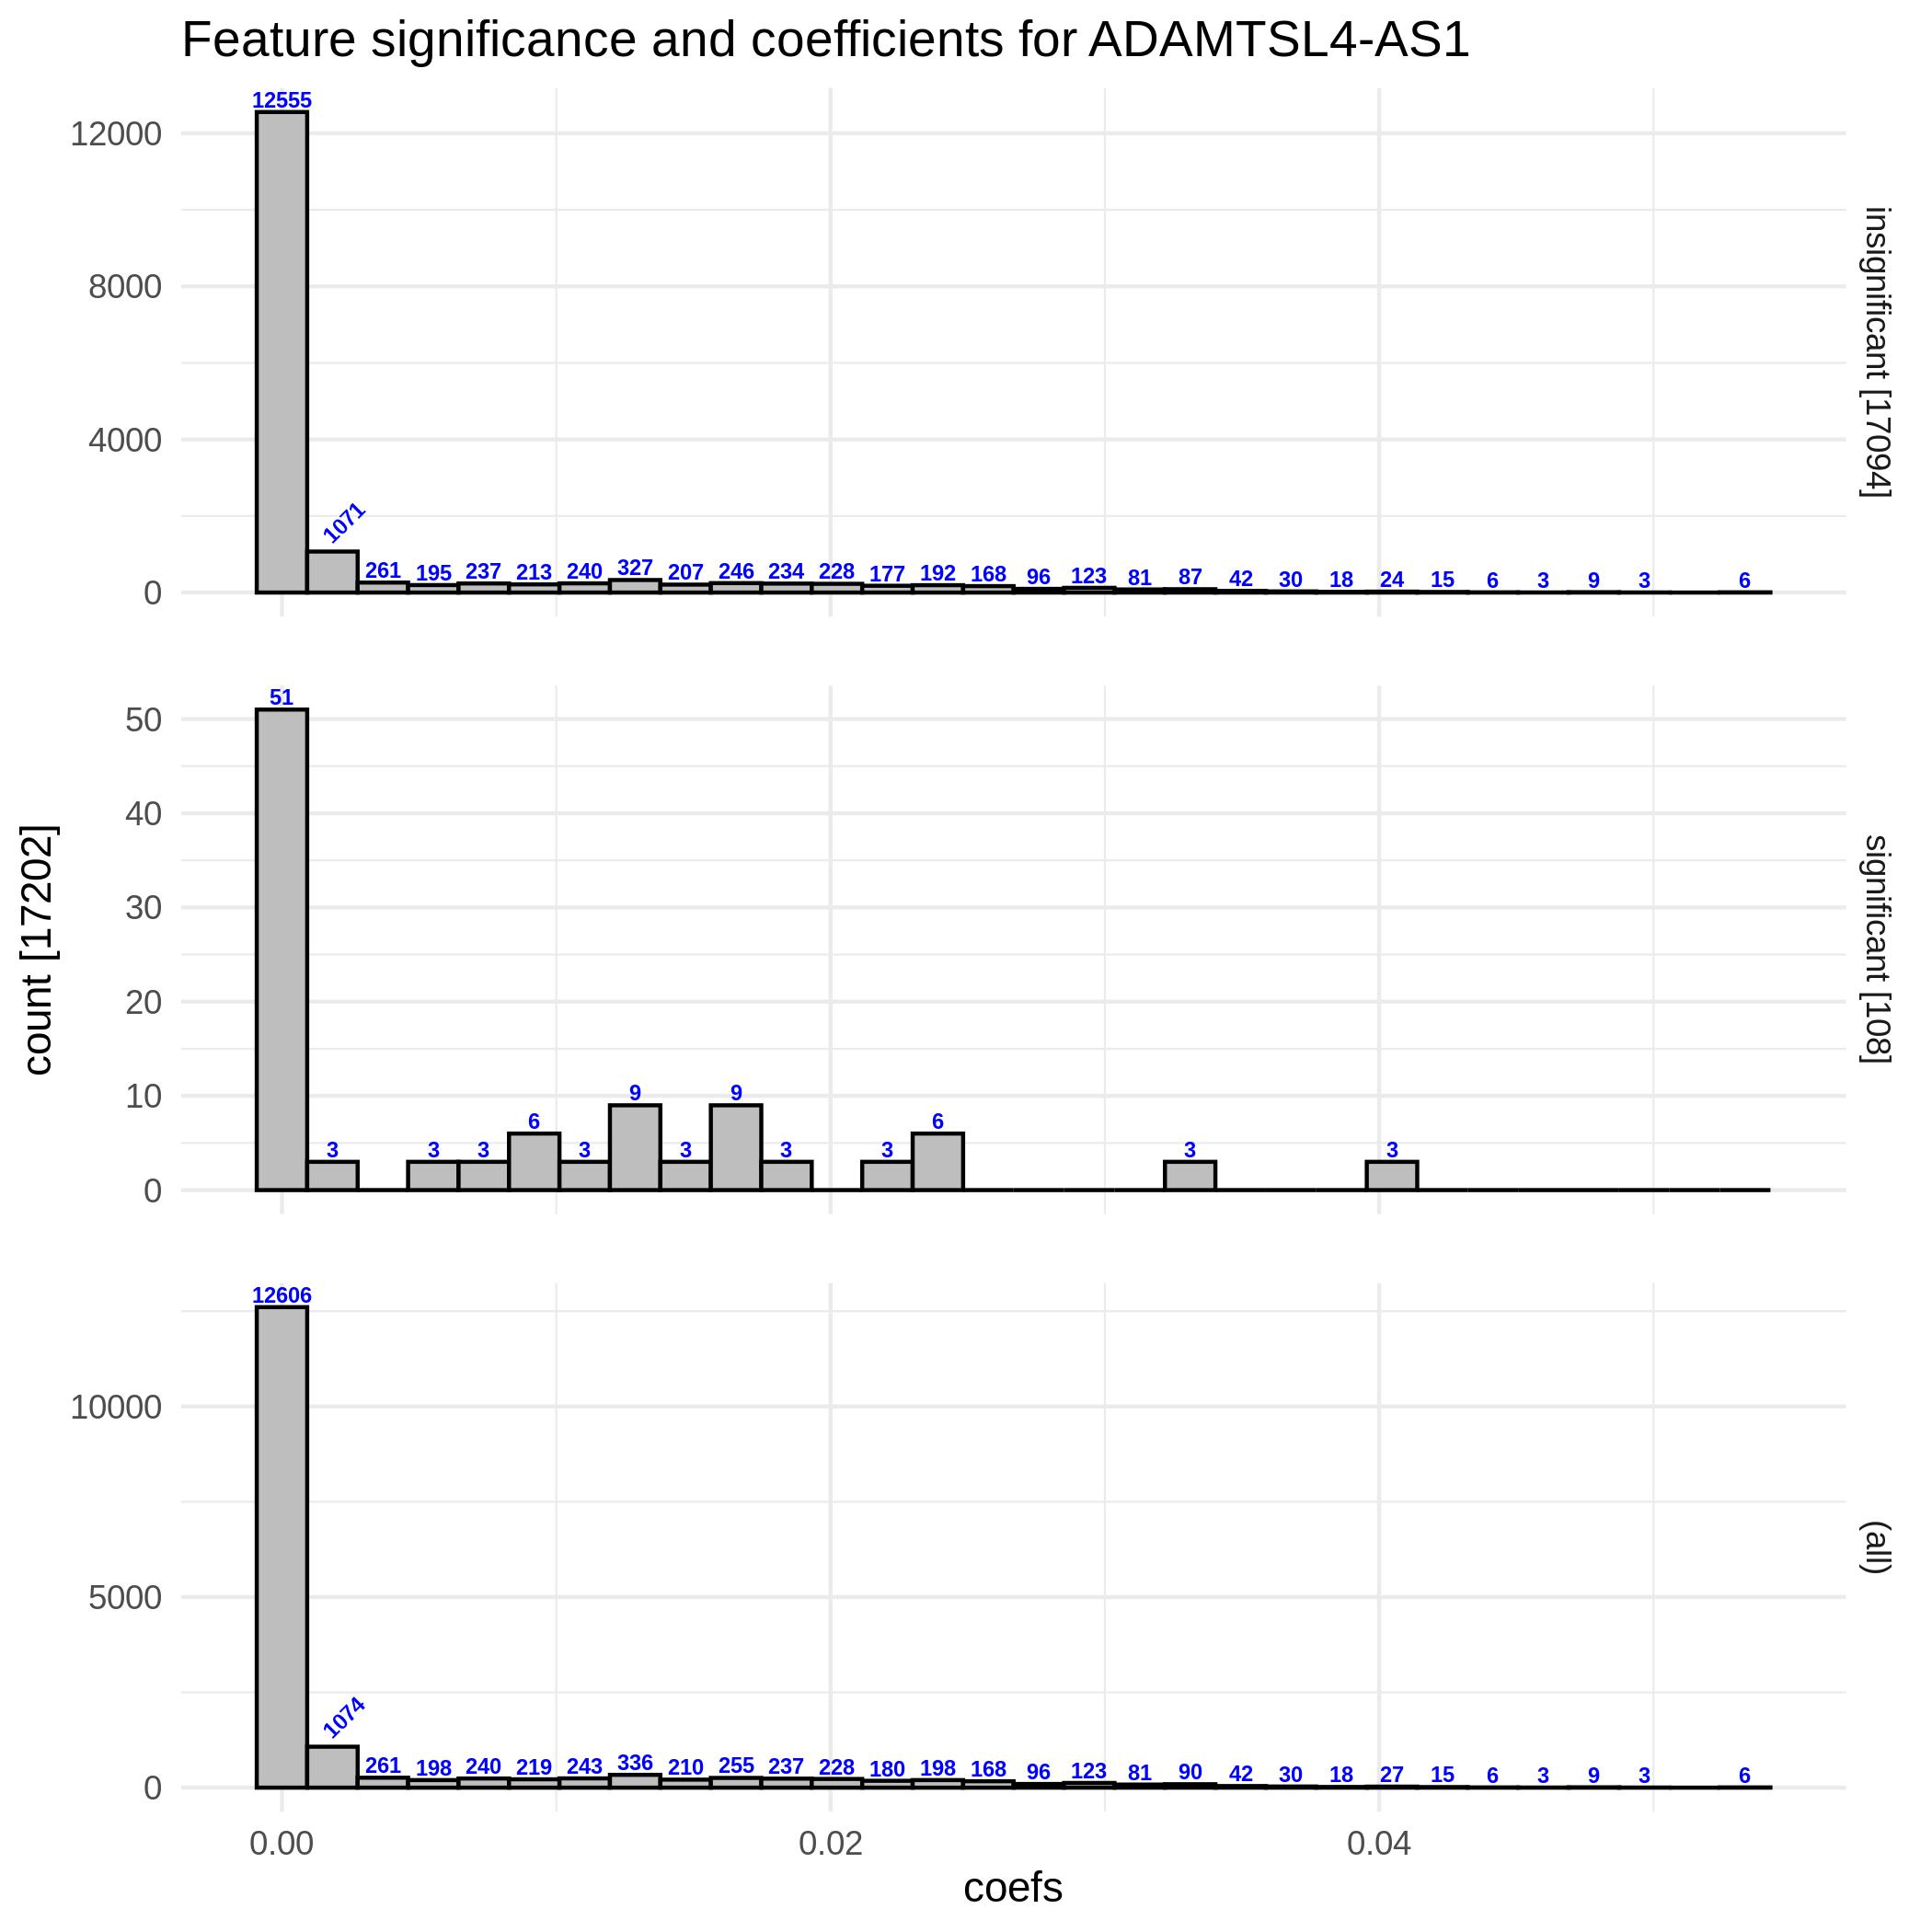 Feature significance and coefficients for ADAMTSL4-AS1
12555
12000
8000
4000
1071
261 195 237 213 240 327 207 246 234 228 177 192 168 96 123 81 87 42 30 18 24 15 6 3 9 3 6
0
insignificant [17094]
51
50
40
30
20
10
3 3 3 6 3 9 3 9 3 3 6 3 3
0
significant [108]
count [17202]
12606
10000
5000
1074
261 198 240 219 243 336 210 255 237 228 180 198 168 96 123 81 90 42 30 18 27 15 6 3 9 3 6
0
(all)
0.00 0.02 0.04
coefs